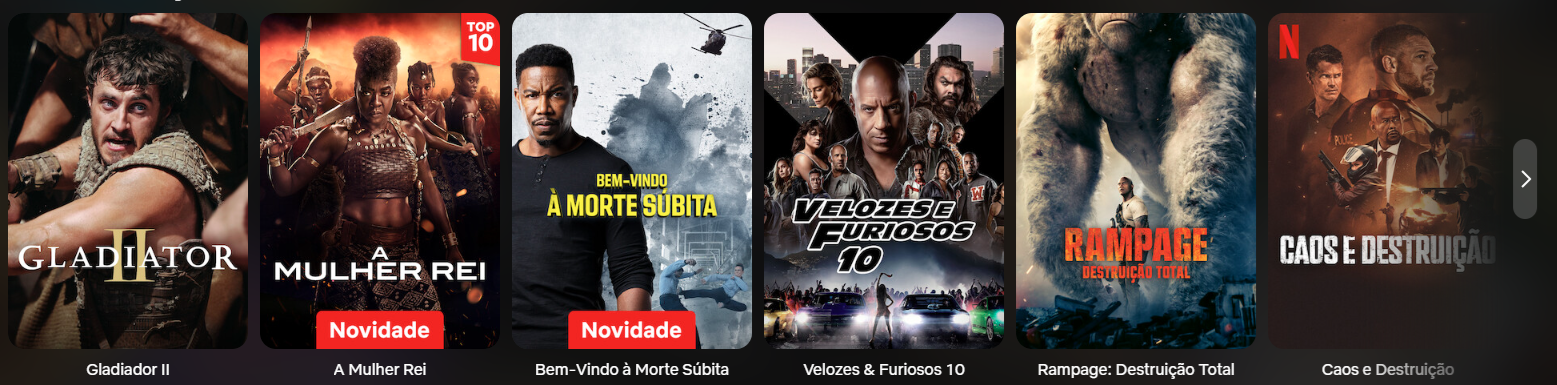 GLADIATOR
II
Gladiador II
TOP
10
A
MULHER REI
Novidade
A Mulher Rei
BEM-VINDO
À MORTE SÚBITA
Novidade
Bem-Vindo à Morte Súbita
VELOZES E
FURIOSOS
10
Velozes & Furiosos 10
RAMPAGE
DESTRUIÇÃO TOTAL
Rampage: Destruição Total
N
POLICE
CAOS E DESTRUIÇÃO
Caos e Destruição